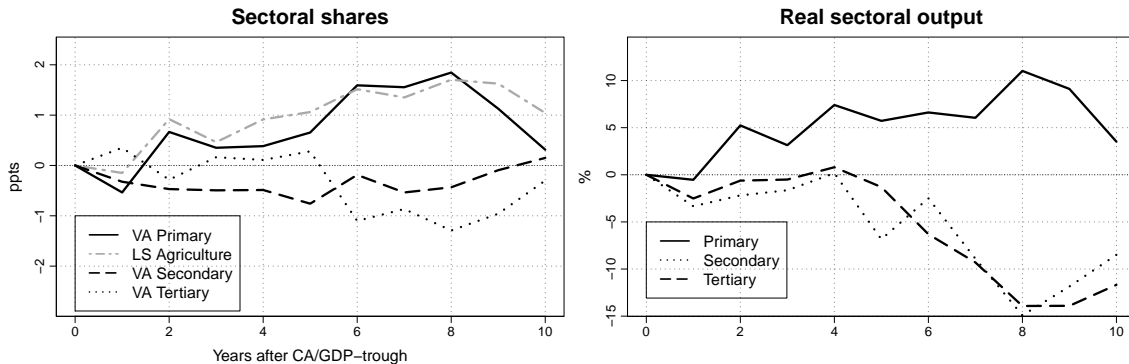 Sectoral shares
ppts
2
1
0
−1
−2
VA Primary
LS Agriculture
VA Secondary
VA Tertiary
0 2 4 6 8 10
Years after CA/GDP−trough
Real sectoral output
%
10
5
0
−5
−10
−15
Primary
Secondary
Tertiary
0 2 4 6 8 10